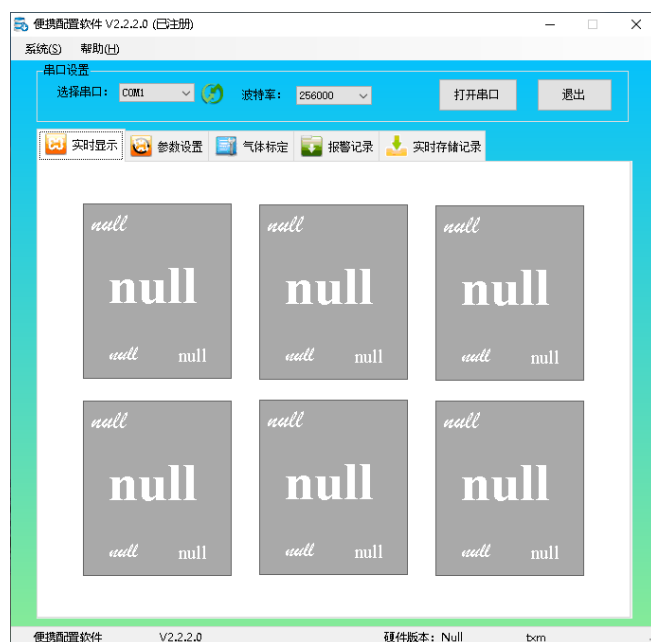 便携配置软件 V2.2.2.0 (已注册)
系统(S) 帮助(H)
串口设置
选择串口: COM1 波特率: 256000 打开串口 退出
实时显示 参数设置 气体标定 报警记录 实时存储记录
null null null
null null null
null null null null null null
null null null
null null null
null null null null null null
便携配置软件 V2.2.2.0 硬件版本: Null txm